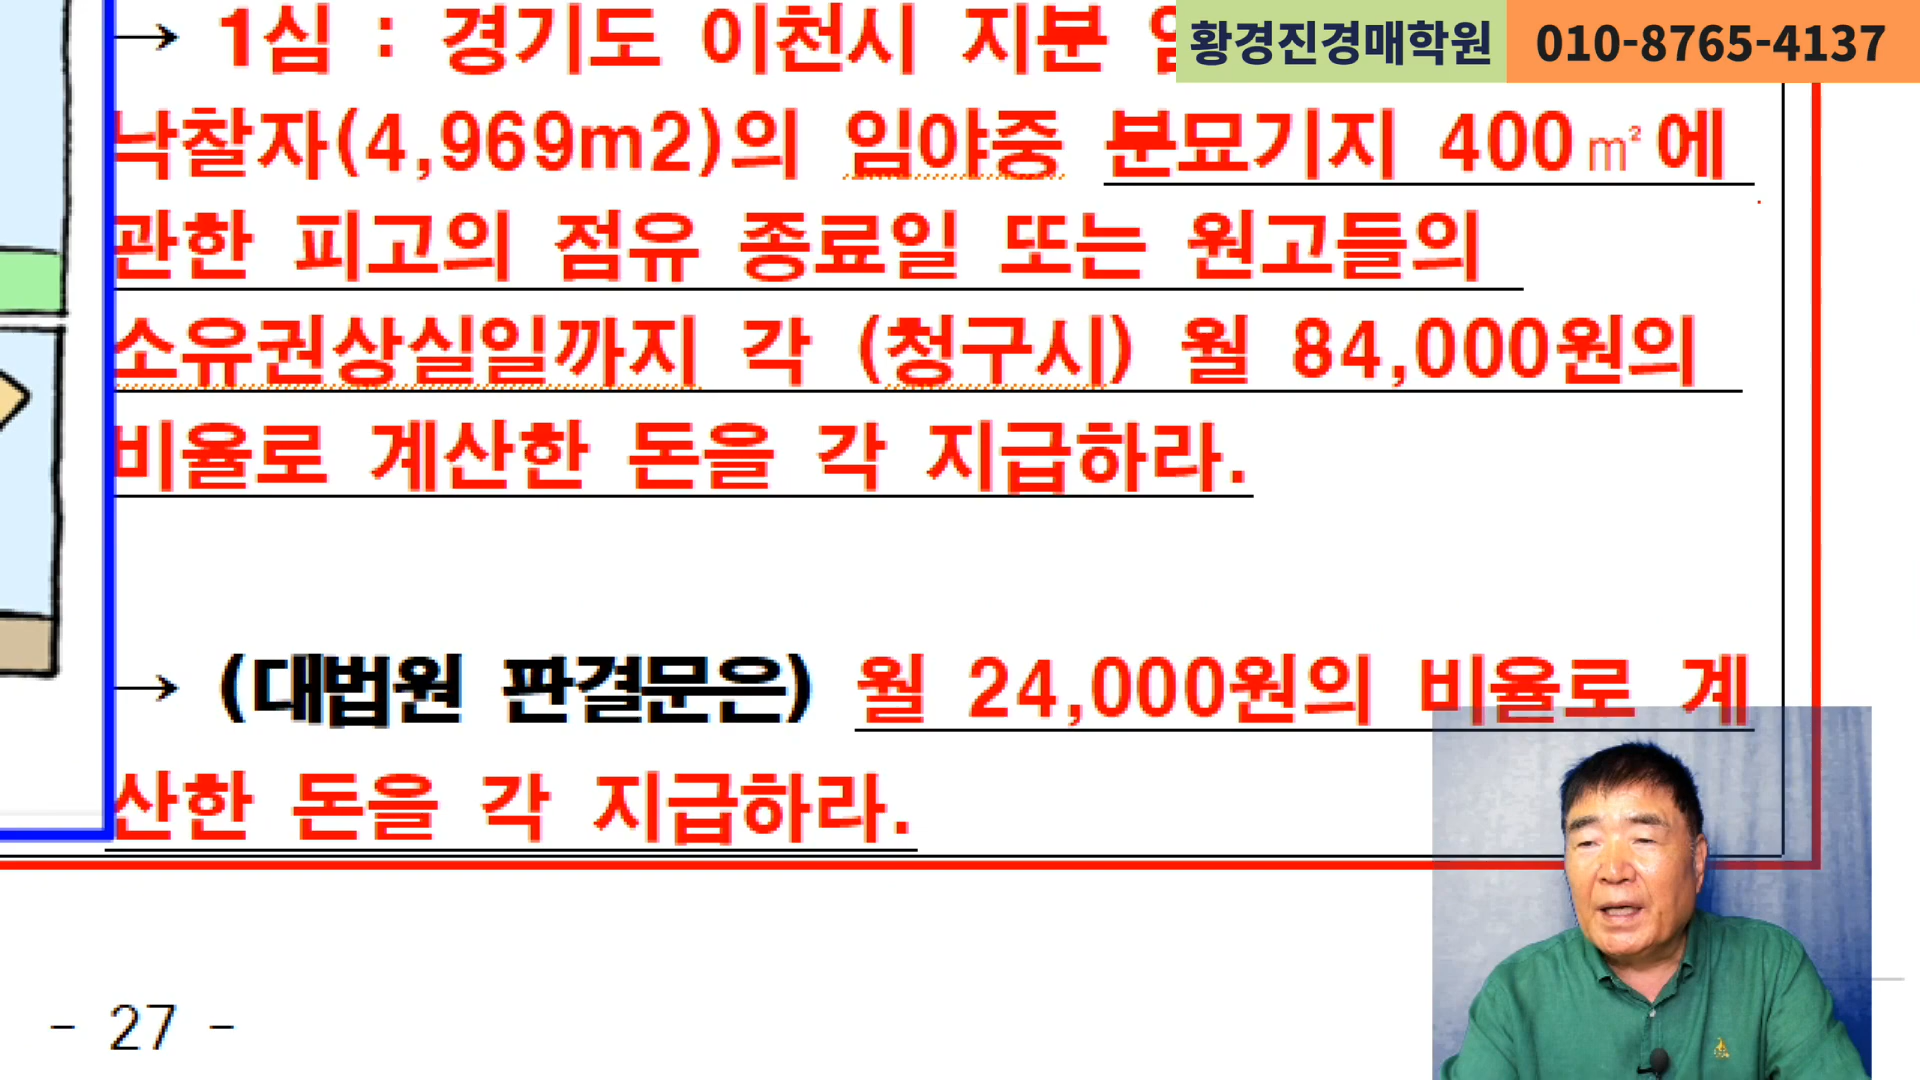 → 1심 : 경기도 이천시 지분
황경진경매학원 010-8765-4137
낙찰자(4,969m2)의 임야중 분묘기지 400㎡에
관한 피고의 점유 종료일 또는 원고들의
소유권상실일까지 각 (청구시) 월 84,000원의
비율로 계산한 돈을 각 지급하라.
→ (대법원 판결문은) 월 24,000원의 비율로 계
산한 돈을 각 지급하라.
- 27 -